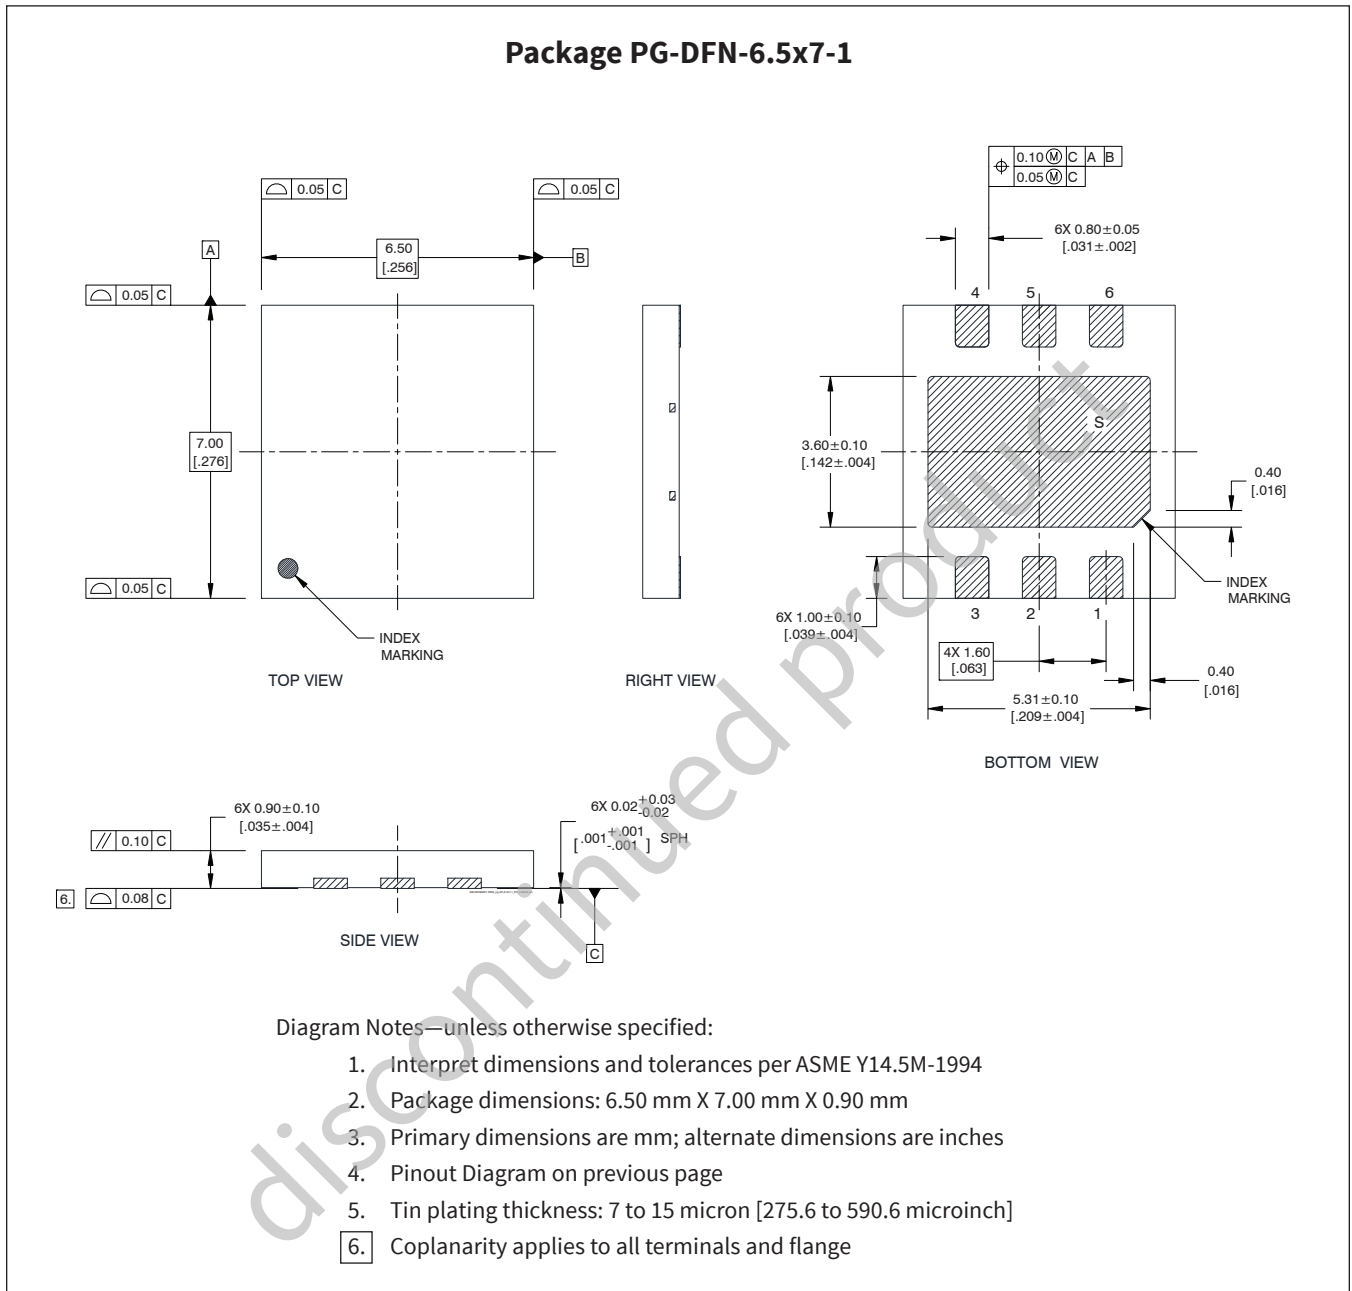 Package PG-DFN-6.5x7-1
0.10 Ⓜ C A B
0.05 Ⓜ C
0.05 C
0.05 C
6X 0.80±0.05
[.031±.002]
A
6.50
[.256]
B
0.05 C
4 5 6
S
7.00
[.276]
3.60±0.10
[.142±.004]
0.40
[.016]
0.05 C
INDEX
MARKING
6X 1.00±0.10
[.039±.004]
3 2 1
INDEX
MARKING
4X 1.60
[.063]
0.40
[.016]
5.31±0.10
[.209±.004]
TOP VIEW
RIGHT VIEW
BOTTOM VIEW
6X 0.90±0.10
[.035±.004]
6X 0.02+0.03
-0.02
[.001+.001
-.001] SPH
// 0.10 C
6. 0.08 C
SIDE VIEW
C
Diagram Notes—unless otherwise specified:
1. Interpret dimensions and tolerances per ASME Y14.5M-1994
2. Package dimensions: 6.50 mm X 7.00 mm X 0.90 mm
3. Primary dimensions are mm; alternate dimensions are inches
4. Pinout Diagram on previous page
5. Tin plating thickness: 7 to 15 micron [275.6 to 590.6 microinch]
6. Coplanarity applies to all terminals and flange
discontinued product